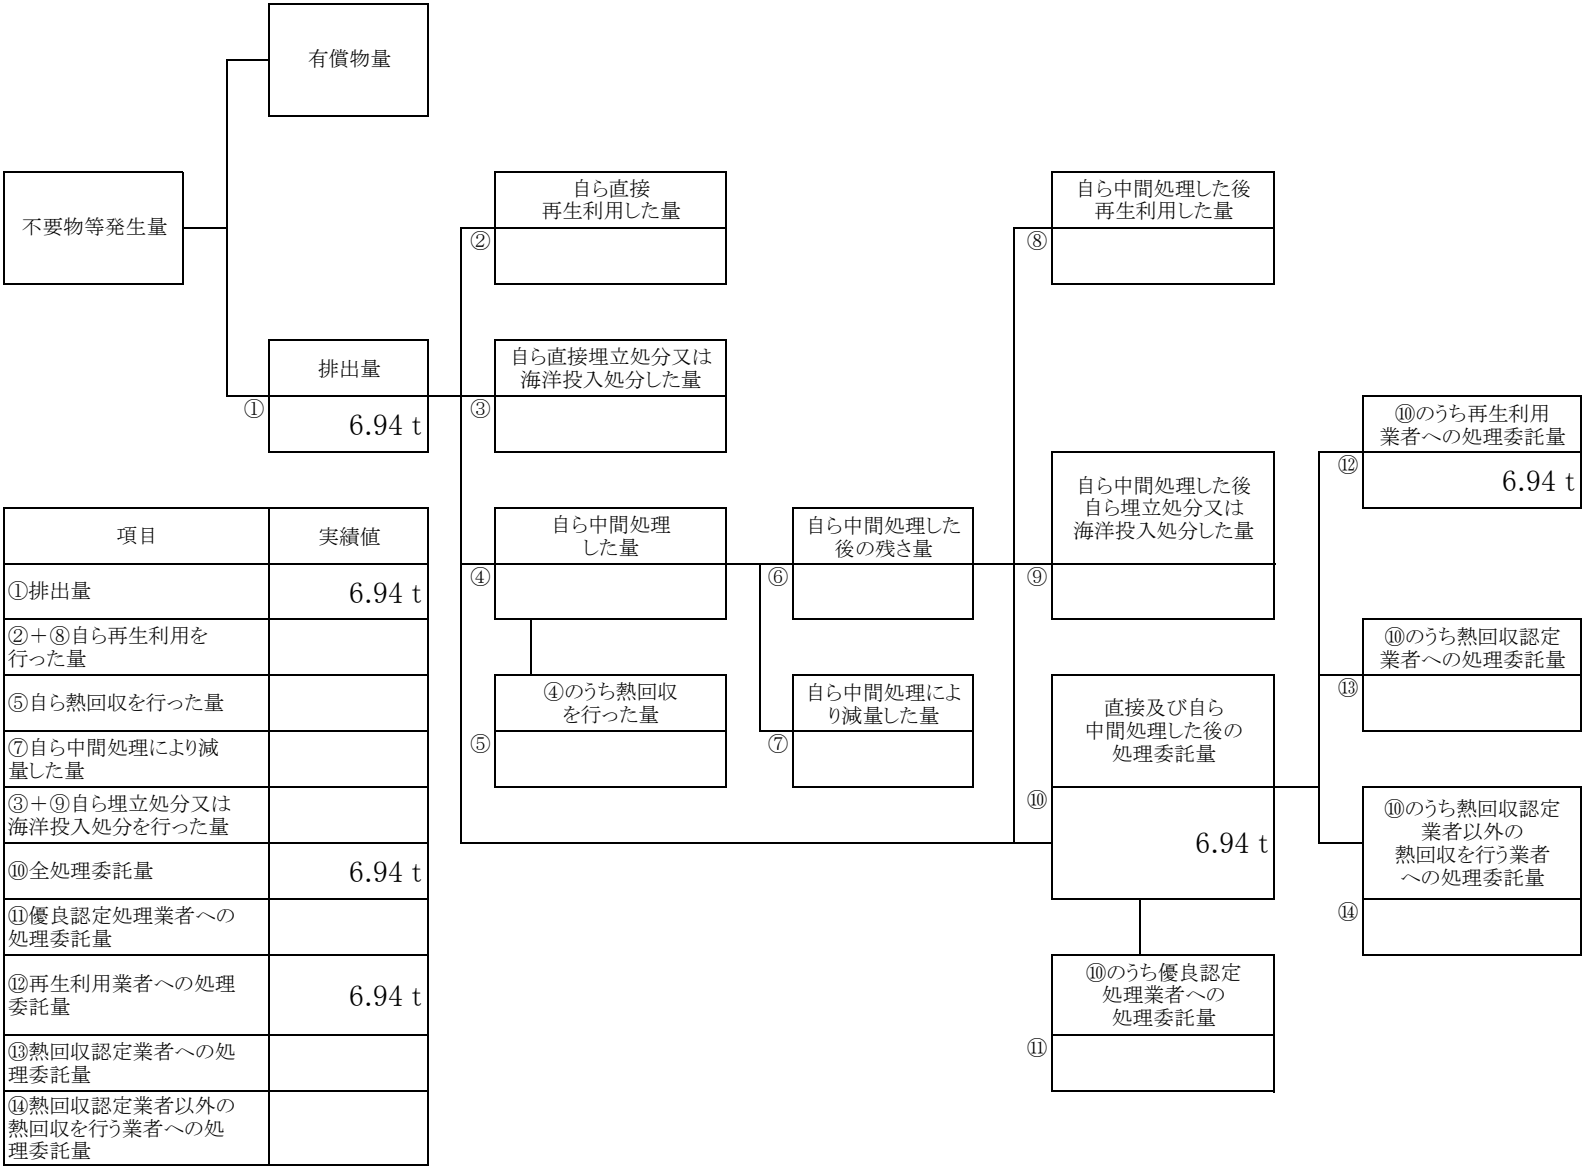 有償物量
不要物等発生量
自ら直接
再生利用した量
②
自ら中間処理した後
再生利用した量
⑧
排出量
①
6.94 t
自ら直接埋立処分又は
海洋投入処分した量
③
⑩のうち再生利用
業者への処理委託量
⑫
6.94 t
自ら中間処理
した量
④
自ら中間処理した
後の残さ量
⑥
自ら中間処理した後
自ら埋立処分又は
海洋投入処分した量
⑨
⑩のうち熱回収認定
業者への処理委託量
⑬
④のうち熱回収
を行った量
⑤
自ら中間処理によ
り減量した量
⑦
直接及び自ら
中間処理した後の
処理委託量
⑩
6.94 t
⑩のうち熱回収認定
業者以外の
熱回収を行う業者
への処理委託量
⑭
⑩のうち優良認定
処理業者への
処理委託量
⑪
項目
実績値
①排出量
6.94 t
②＋⑧自ら再生利用を
行った量
⑤自ら熱回収を行った量
⑦自ら中間処理により減
量した量
③＋⑨自ら埋立処分又は
海洋投入処分を行った量
⑩全処理委託量
6.94 t
⑪優良認定処理業者への
処理委託量
⑫再生利用業者への処理
委託量
6.94 t
⑬熱回収認定業者への処
理委託量
⑭熱回収認定業者以外の
熱回収を行う業者への処
理委託量